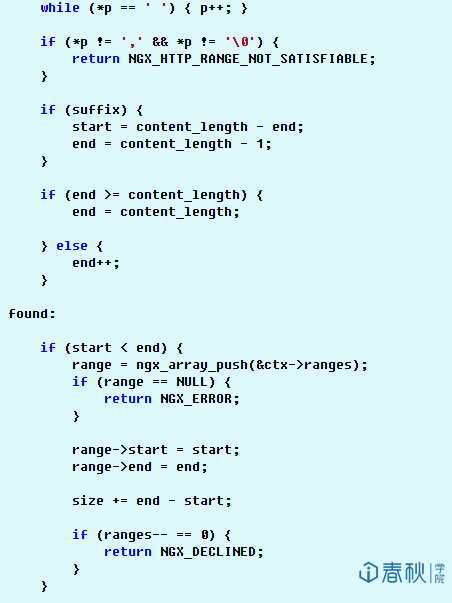 while (*p == ' ') { p++; }
if (*p != ',' && *p != '\0') {
return NGX_HTTP_RANGE_NOT_SATISFIABLE;
}
if (suffix) {
start = content_length - end;
end = content_length - 1;
}
if (end >= content_length) {
end = content_length;
} else {
end++;
}
found:
if (start < end) {
range = ngx_array_push(&ctx->ranges);
if (range == NULL) {
return NGX_ERROR;
}
range->start = start;
range->end = end;
size += end - start;
if (ranges-- == 0) {
return NGX_DECLINED;
}
}
春秋学院